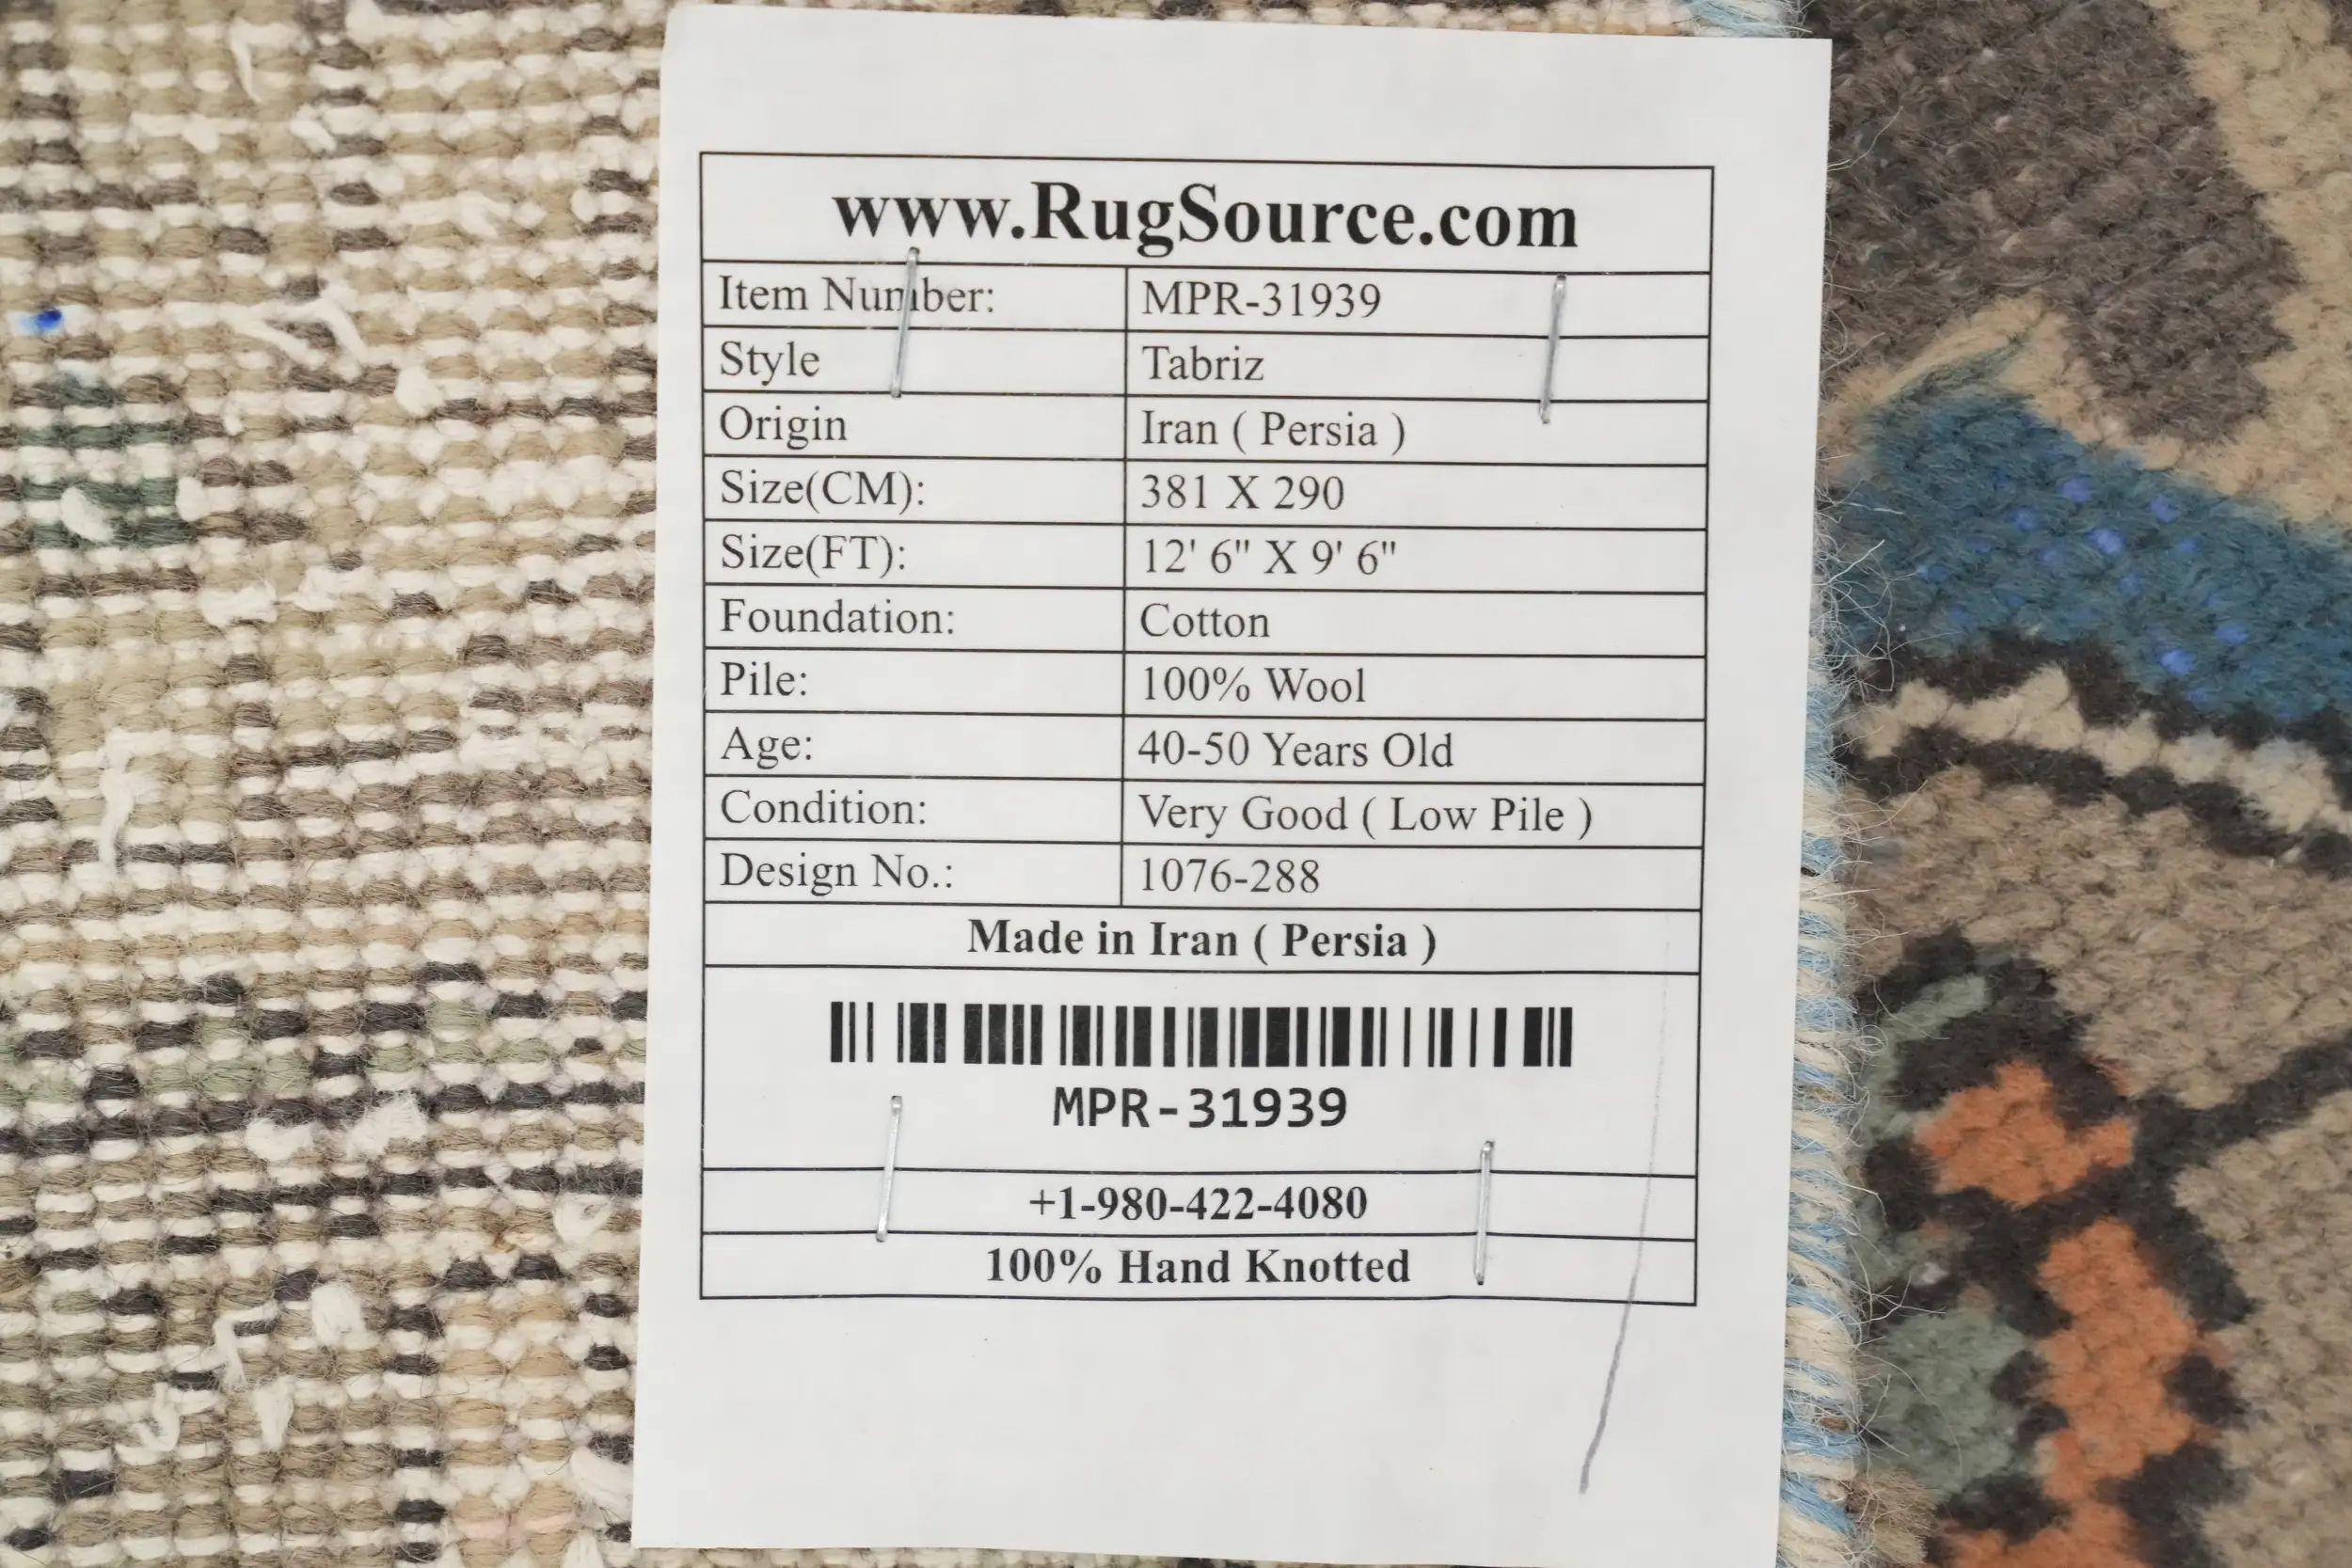 www.RugSource.com
Item Number: MPR-31939
Style Tabriz
Origin Iran ( Persia )
Size(CM): 381 X 290
Size(FT): 12' 6" X 9' 6"
Foundation: Cotton
Pile: 100% Wool
Age: 40-50 Years Old
Condition: Very Good ( Low Pile )
Design No.: 1076-288
Made in Iran ( Persia )
MPR-31939
+1-980-422-4080
100% Hand Knotted